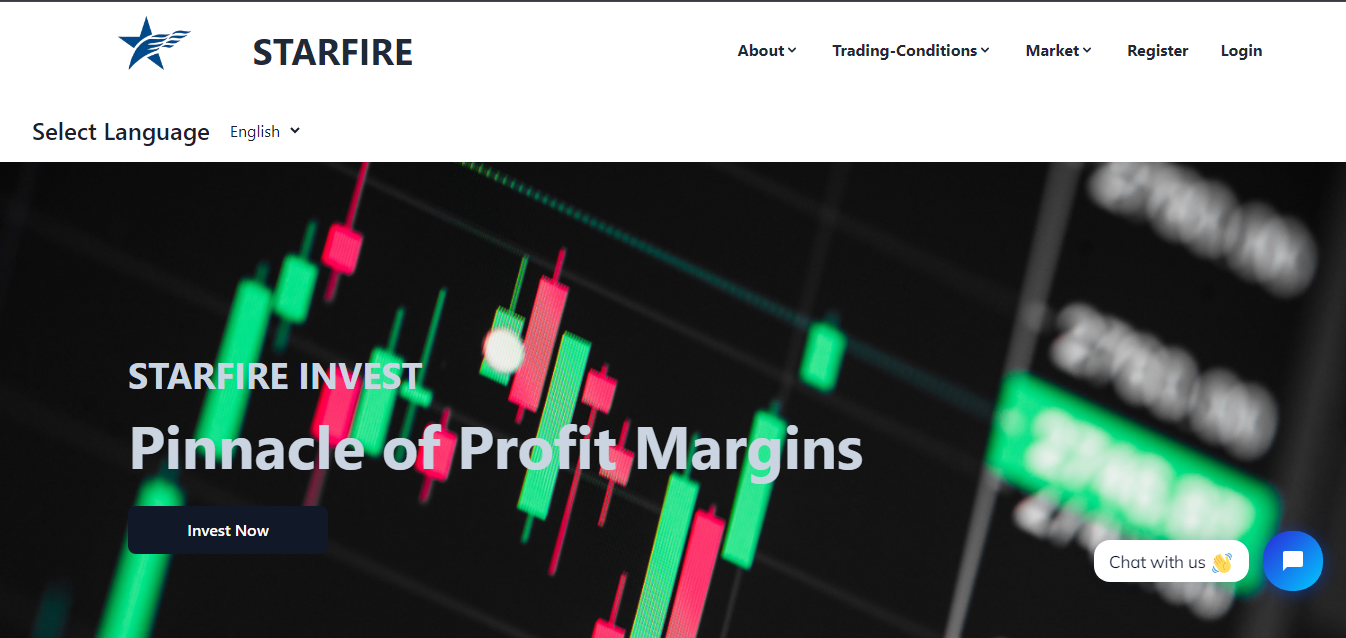 STARFIRE
About
Trading-Conditions
Market
Register
Login
Select Language
English
STARFIRE INVEST
Pinnacle of Profit Margins
Invest Now
Chat with us 👋